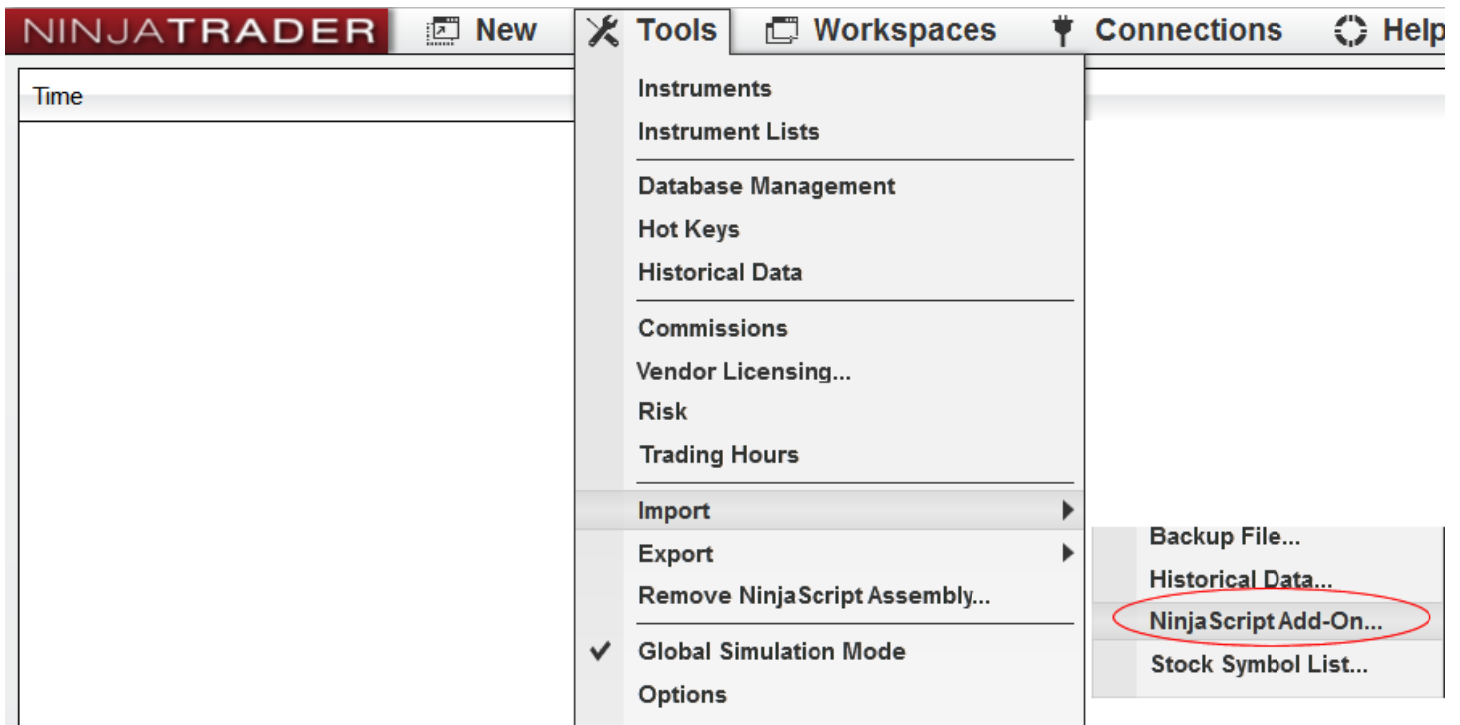 NINJATRADER New Tools Workspaces Connections Help
Time
Instruments
Instrument Lists
Database Management
Hot Keys
Historical Data
Commissions
Vendor Licensing...
Risk
Trading Hours
Import
Export
Remove NinjaScript Assembly...
Global Simulation Mode
Options
Backup File...
Historical Data...
NinjaScript Add-On...
Stock Symbol List...